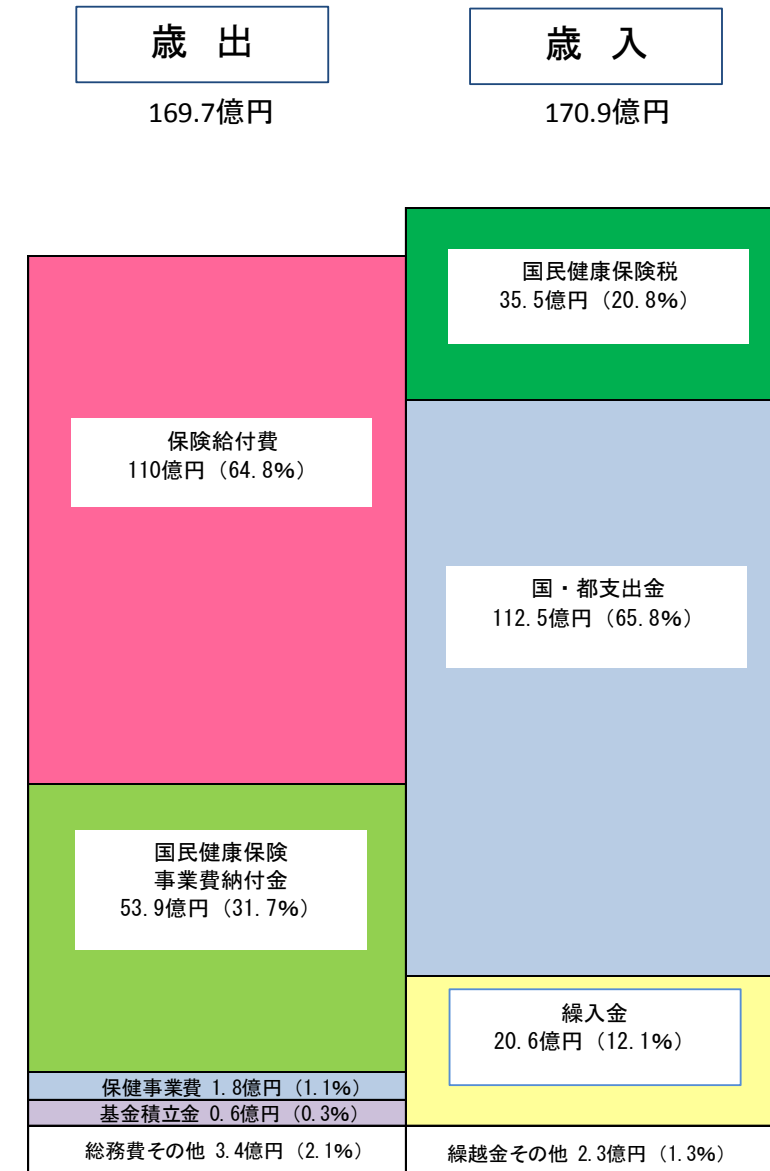 歳 出
169.7億円
保険給付費
110億円（64.8%）
国民健康保険
事業費納付金
53.9億円（31.7%）
保健事業費 1.8億円（1.1%）
基金積立金 0.6億円（0.3%）
総務費その他 3.4億円（2.1%）
歳 入
170.9億円
国民健康保険税
35.5億円（20.8%）
国・都支出金
112.5億円（65.8%）
繰入金
20.6億円（12.1%）
繰越金その他 2.3億円（1.3%）